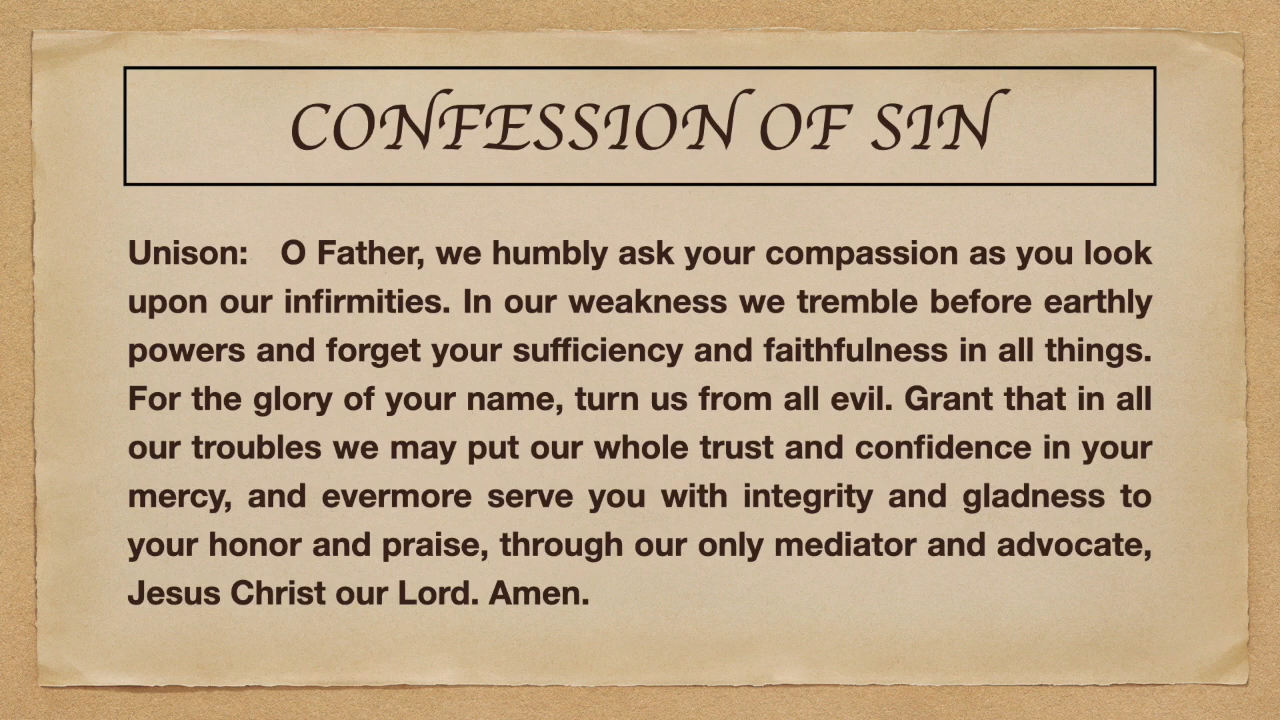 CONFESSION OF SIN
Unison: O Father, we humbly ask your compassion as you look
upon our infirmities. In our weakness we tremble before earthly
powers and forget your sufficiency and faithfulness in all things.
For the glory of your name, turn us from all evil. Grant that in all
our troubles we may put our whole trust and confidence in your
mercy, and evermore serve you with integrity and gladness to
your honor and praise, through our only mediator and advocate,
Jesus Christ our Lord. Amen.